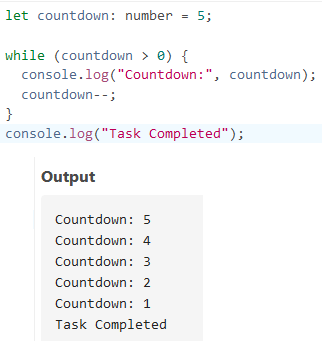 let countdown: number = 5;
while (countdown > 0) {
console.log("Countdown:", countdown);
countdown--;
}
console.log("Task Completed");
Output
Countdown: 5
Countdown: 4
Countdown: 3
Countdown: 2
Countdown: 1
Task Completed